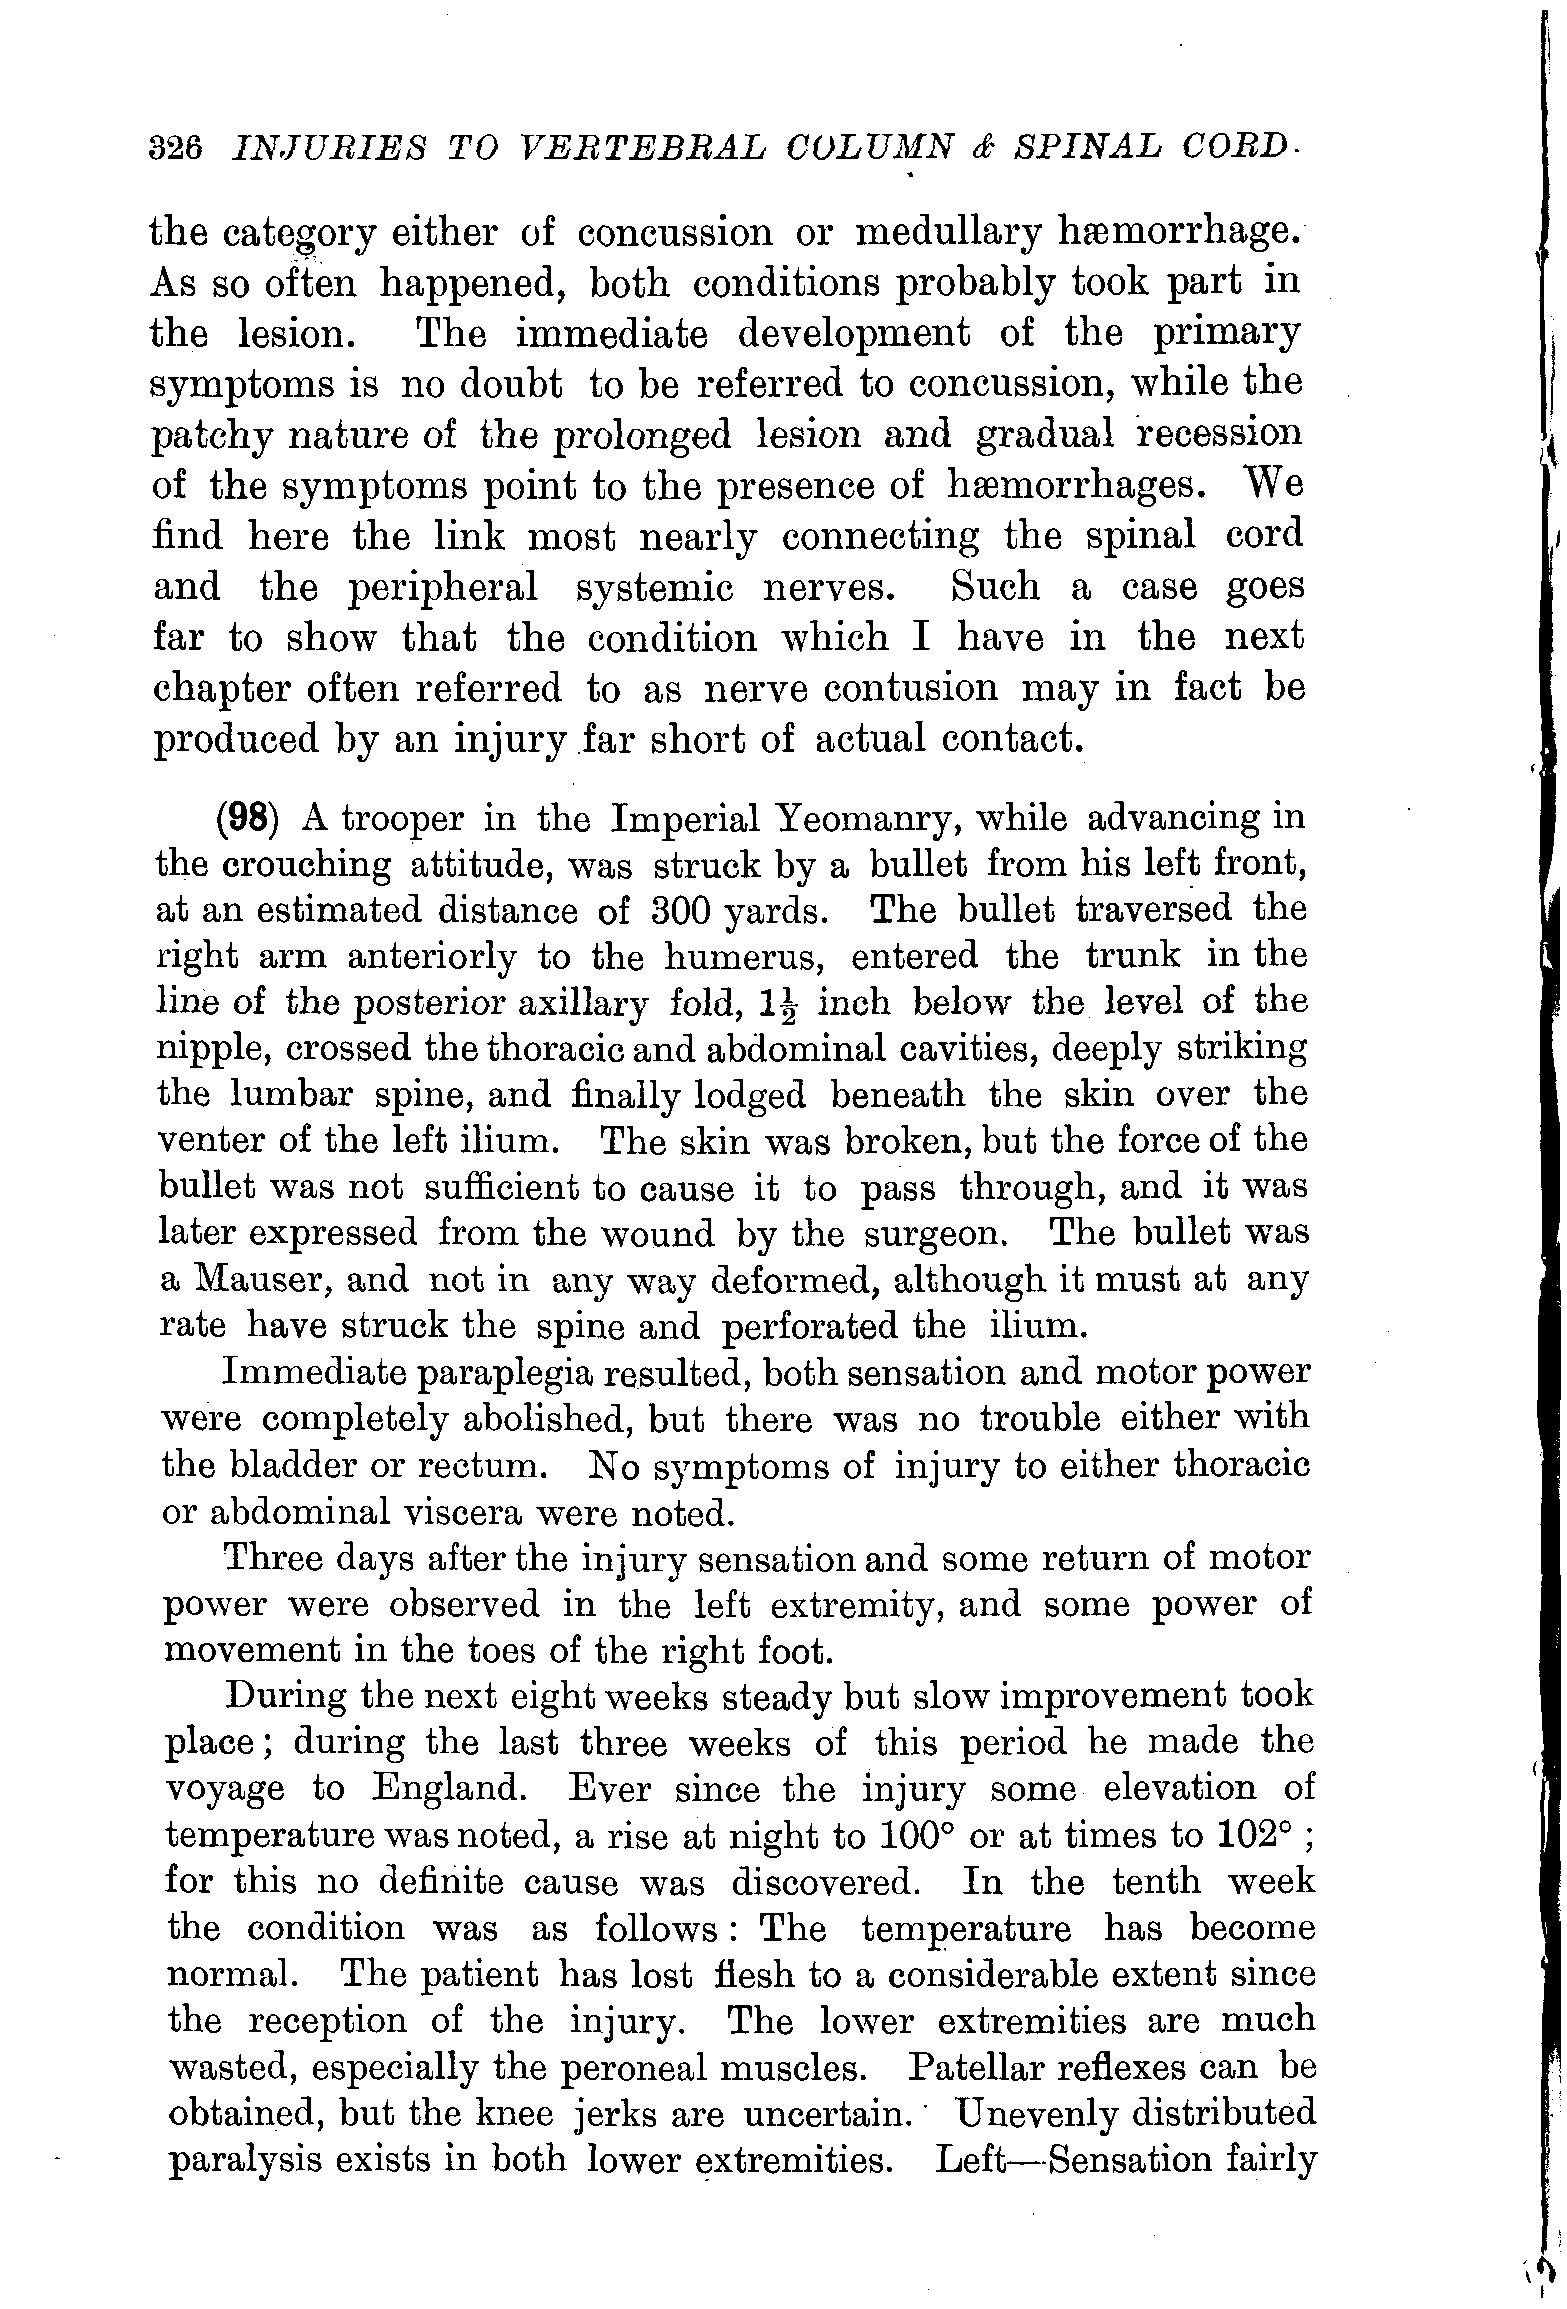 326 INJURIES TO VERTEBRAL COLUMN & SPINAL CORD.
the category either of concussion or medullary hæmorrhage.
As so often happened, both conditions probably took part in
the lesion. The immediate development of the primary
symptoms is no doubt to be referred to concussion, while the
patchy nature of the prolonged lesion and gradual recession
of the symptoms point to the presence of hæmorrhages. We
find here the link most nearly connecting the spinal cord
and the peripheral systemic nerves. Such a case goes
far to show that the condition which I have in the next
chapter often referred to as nerve contusion may in fact be
produced by an injury far short of actual contact.
(98) A trooper in the Imperial Yeomanry, while advancing in
the crouching attitude, was struck by a bullet from his left front,
at an estimated distance of 300 yards. The bullet traversed the
right arm anteriorly to the humerus, entered the trunk in the
line of the posterior axillary fold, 1½ inch below the level of the
nipple, crossed the thoracic and abdominal cavities, deeply striking
the lumbar spine, and finally lodged beneath the skin over the
venter of the left ilium. The skin was broken, but the force of the
bullet was not sufficient to cause it to pass through, and it was
later expressed from the wound by the surgeon. The bullet was
a Mauser, and not in any way deformed, although it must at any
rate have struck the spine and perforated the ilium.
Immediate paraplegia resulted, both sensation and motor power
were completely abolished, but there was no trouble either with
the bladder or rectum. No symptoms of injury to either thoracic
or abdominal viscera were noted.
Three days after the injury sensation and some return of motor
power were observed in the left extremity, and some power of
movement in the toes of the right foot.
During the next eight weeks steady but slow improvement took
place; during the last three weeks of this period he made the
voyage to England. Ever since the injury some elevation of
temperature was noted, a rise at night to 100° or at times to 102°;
for this no definite cause was discovered. In the tenth week
the condition was as follows: The temperature has become
normal. The patient has lost flesh to a considerable extent since
the reception of the injury. The lower extremities are much
wasted, especially the peroneal muscles. Patellar reflexes can be
obtained, but the knee jerks are uncertain. Unevenly distributed
paralysis exists in both lower extremities. Left—Sensation fairly